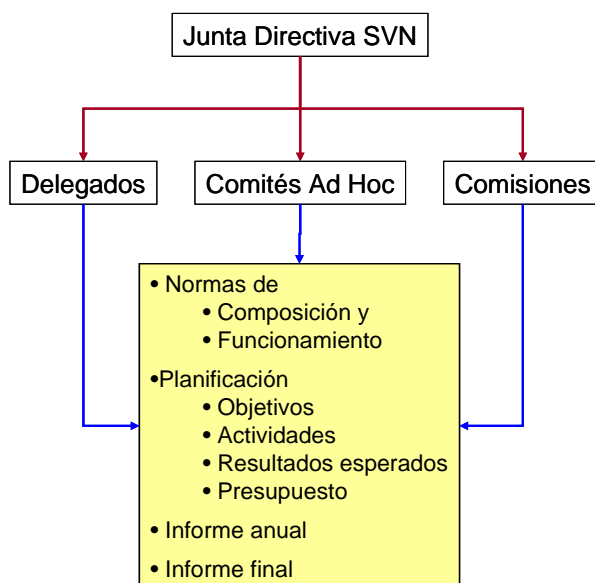 Junta Directiva SVN
Delegados
Comités Ad Hoc
Comisiones
• Normas de
• Composición y
• Funcionamiento
•Planificación
• Objetivos
• Actividades
• Resultados esperados
• Presupuesto
• Informe anual
• Informe final